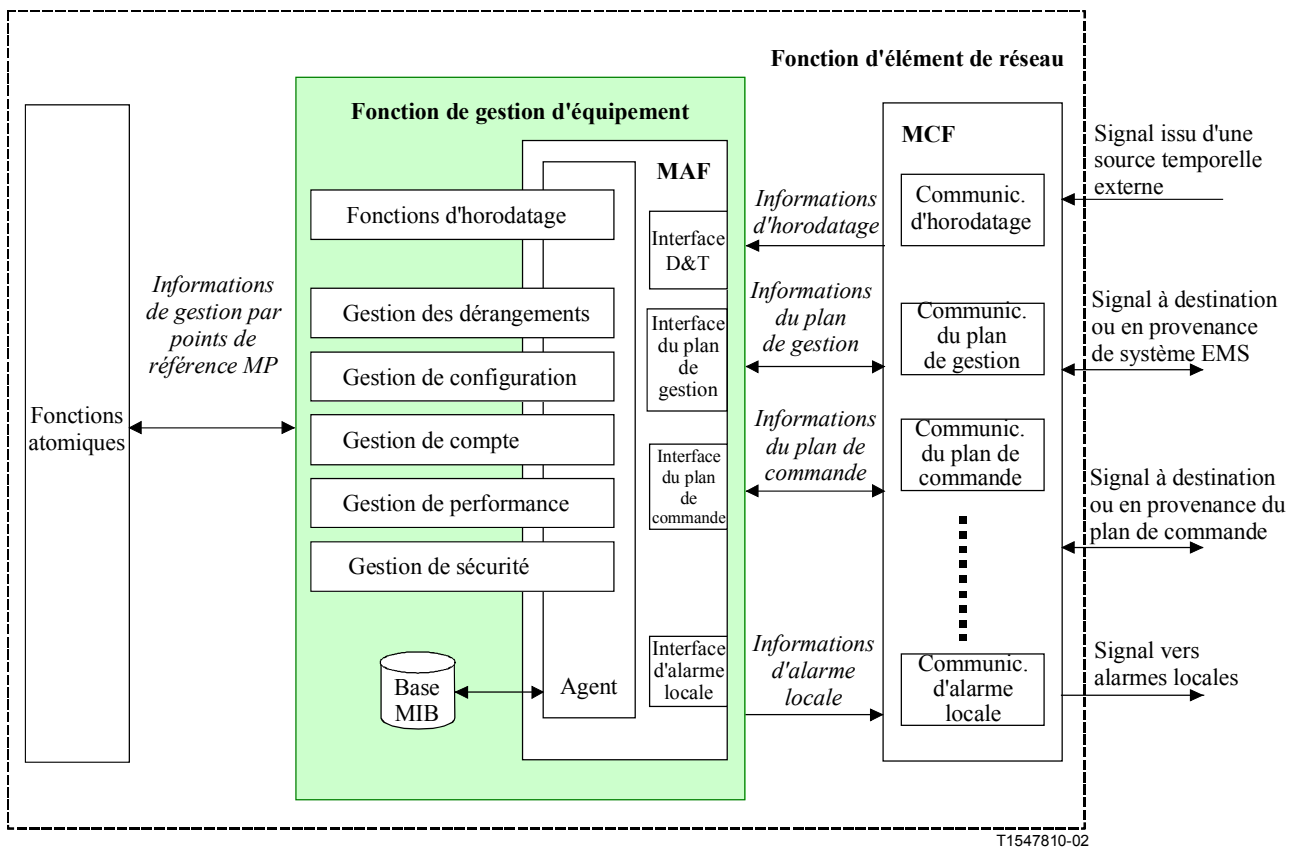 Fonction d'élément de réseau
Fonction de gestion d'équipement
MAF
MCF
Fonctions
atomiques
Informations
de gestion par
points de
référence MP
Fonctions d'horodatage
Gestion des dérangements
Gestion de configuration
Gestion de compte
Gestion de performance
Gestion de sécurité
Base
MIB
Agent
Interface
D&T
Interface
du plan
de
gestion
Interface
du plan
de
commande
Interface
d'alarme
locale
Informations
d'horodatage
Informations
du plan
de gestion
Informations
du plan de
commande
Informations
d'alarme
locale
Communic.
d'horodatage
Communic.
du plan
de gestion
Communic.
du plan de
commande
Communic.
d'alarme
locale
Signal issu d'une
source temporelle
externe
Signal à destination
ou en provenance
de système EMS
Signal à destination
ou en provenance du
plan de commande
Signal vers
alarmes locales
T1547810-02